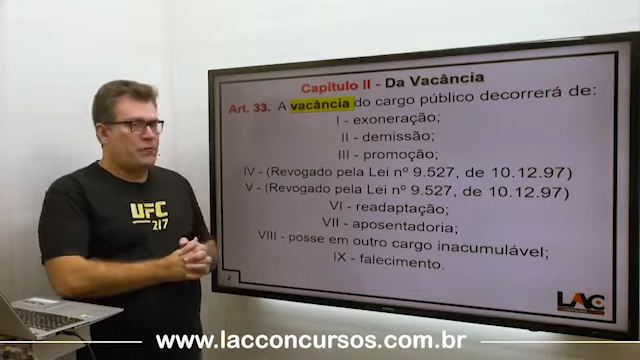 Capítulo II - Da Vacância
Art. 33. A vacância do cargo público decorrerá de:
I - exoneração;
II - demissão;
III - promoção;
IV - (Revogado pela Lei nº 9.527, de 10.12.97)
V - (Revogado pela Lei nº 9.527, de 10.12.97)
VI - readaptação;
VII - aposentadoria;
VIII - posse em outro cargo inacumulável;
IX - falecimento.
2
LAC
UFC
217
www.lacconcursos.com.br